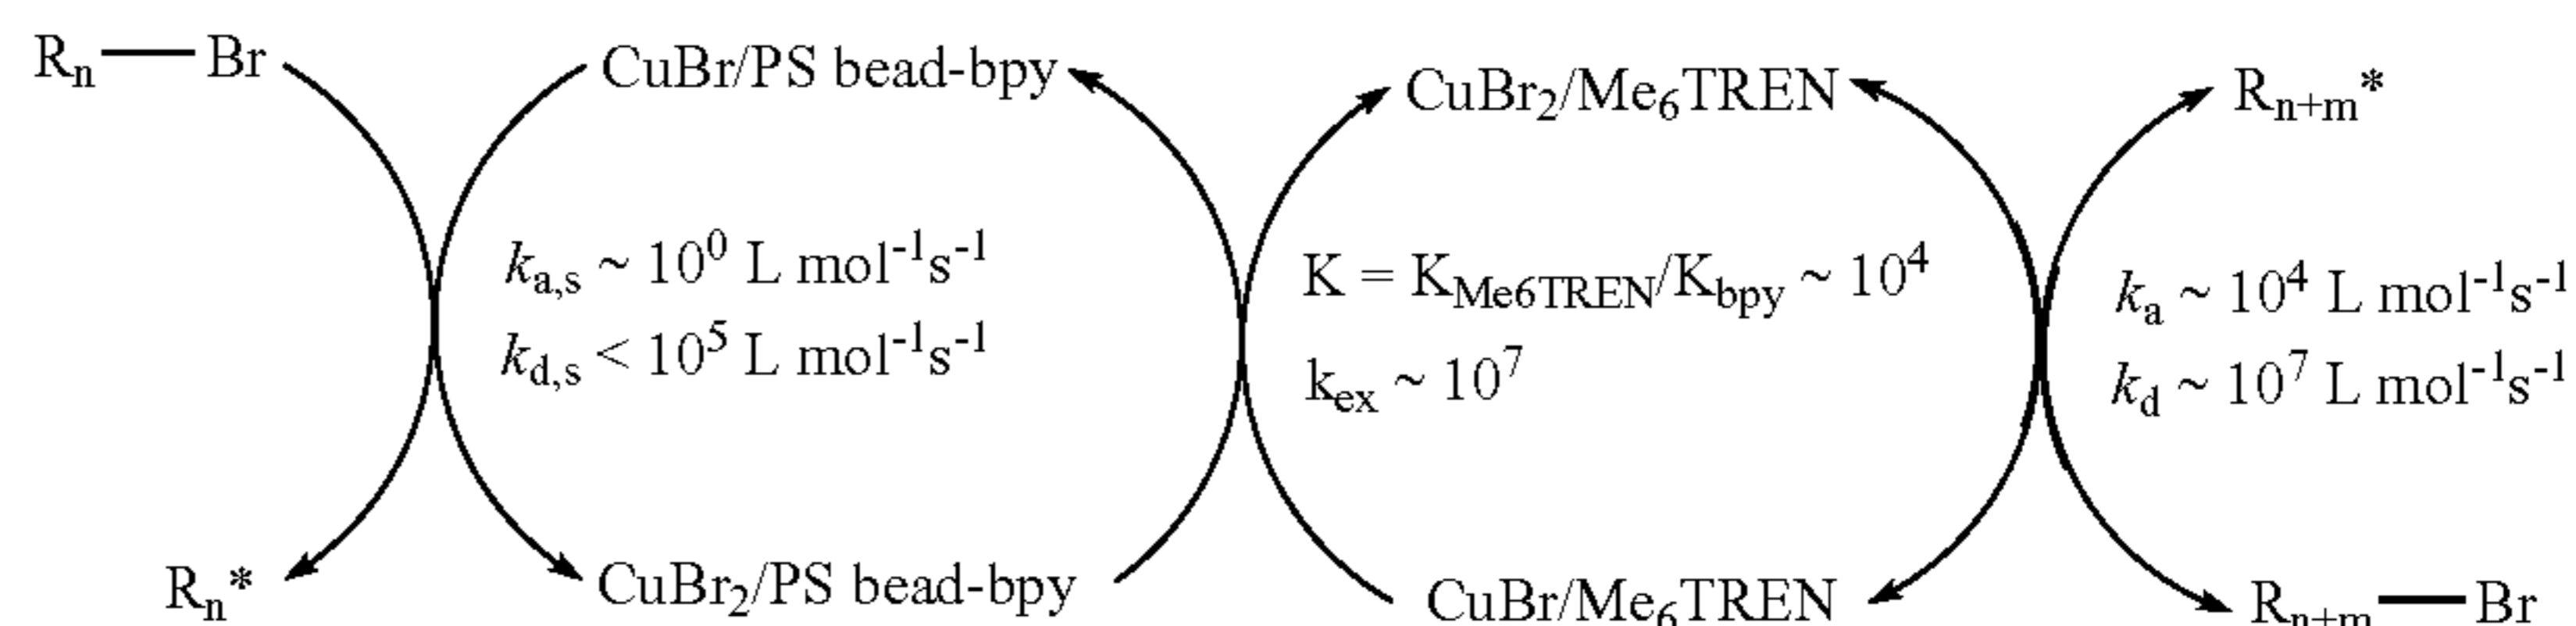 Rn—Br CuBr/PS bead-bpy CuBr2/Me6TREN Rn+m*
ka,s ~ 10^0 L mol^-1s^-1 K = KMe6TREN/Kbpy ~ 10^4 ka ~ 10^4 L mol^-1s^-1
kd,s < 10^5 L mol^-1s^-1 kex ~ 10^7 kd ~ 10^7 L mol^-1s^-1
Rn* CuBr2/PS bead-bpy CuBr/Me6TREN Rn+m—Br